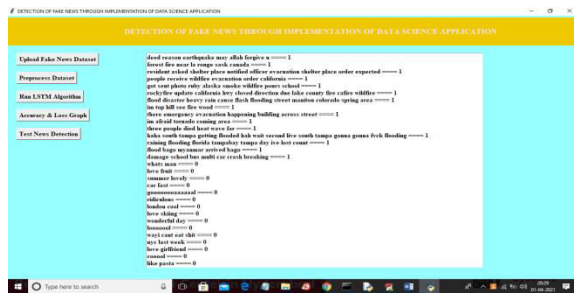 DETECTION OF FAKE NEWS THROUGH IMPLEMENTATION OF DATA SCIENCE APPLICATION
DETECTION OF FAKE NEWS THROUGH IMPLEMENTATION OF DATA SCIENCE APPLICATION
Upload Fake News Dataset
Preprocess Dataset
Run LSTM Algorithm
Accuracy & Loss Graph
Test News Detection
deed reason earthquake may allah forgive u ===== 1
forest fire near la ronge sask canada ===== 1
resident asked shelter place notified officer evacuation shelter place order expected ===== 1
people receive wildfire evacuation order california ===== 1
got sent photo ruby alaska smoke wildfire pours school ===== 1
rockyfire update california hwy closed direction due lake county fire cafire wildfire ===== 1
flood disaster heavy rain cause flash flooding street manitou colorado spring area ===== 1
im top hill see fire wood ===== 1
there emergency evacuation happening building across street ===== 1
im afraid tornado coming area ===== 1
three people died heat wave far ===== 1
haha south tampa getting flooded hah wait second live south tampa gonna gonna fvck flooding ===== 1
raining flooding florida tampabay tampa day ive lost count ===== 1
flood bago myanmar arrived bago ===== 1
damage school bus multi car crash breaking ===== 1
whats man ===== 0
love fruit ===== 0
summer lovely ===== 0
car fast ===== 0
ridiculous ===== 0
london cool ===== 0
love skiing ===== 0
wonderful day ===== 0
looooool ===== 0
wayi cant eat shit ===== 0
nyc last week ===== 0
love girlfriend ===== 0
cooool ===== 0
like pasta ===== 0
Type here to search
20:29